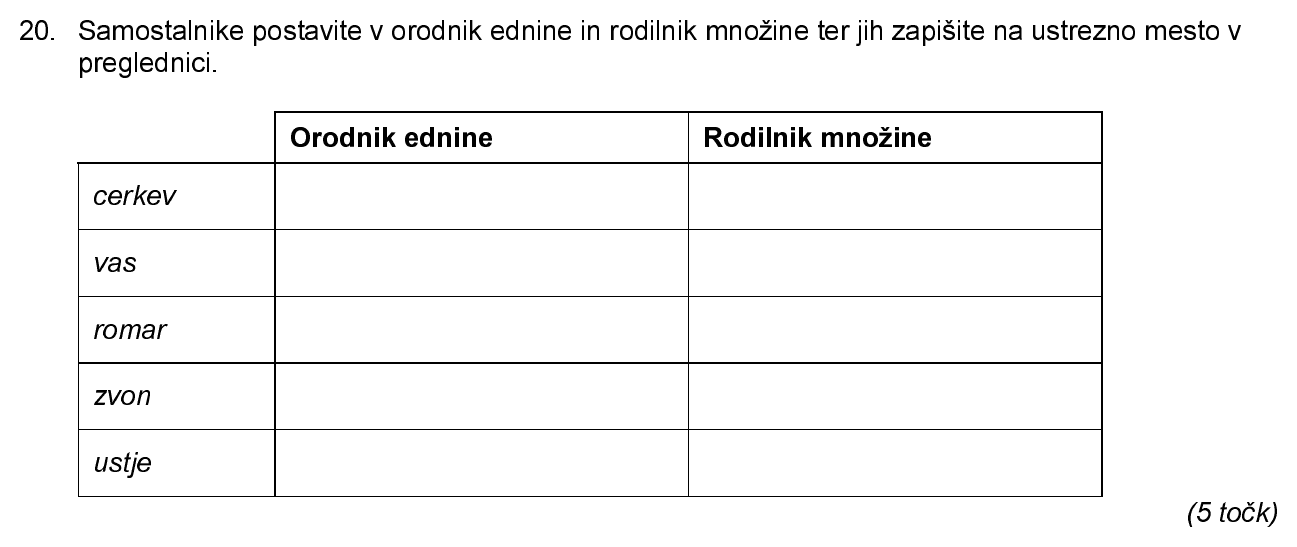 20. Samostalnike postavite v orodnik ednine in rodilnik množine ter jih zapišite na ustrezno mesto v
preglednici.
Orodnik ednine Rodilnik množine
cerkev
vas
romar
zvon
ustje
(5 točk)